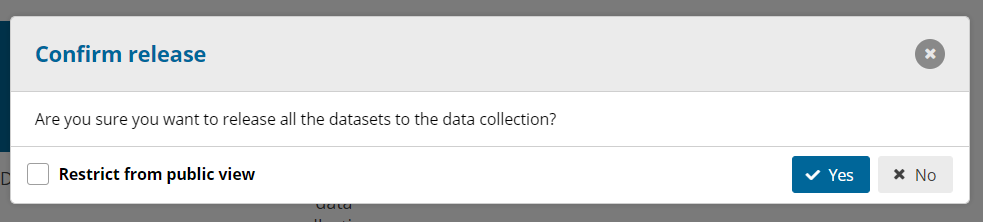 Confirm release
Are you sure you want to release all the datasets to the data collection?
Restrict from public view
Yes
No
data